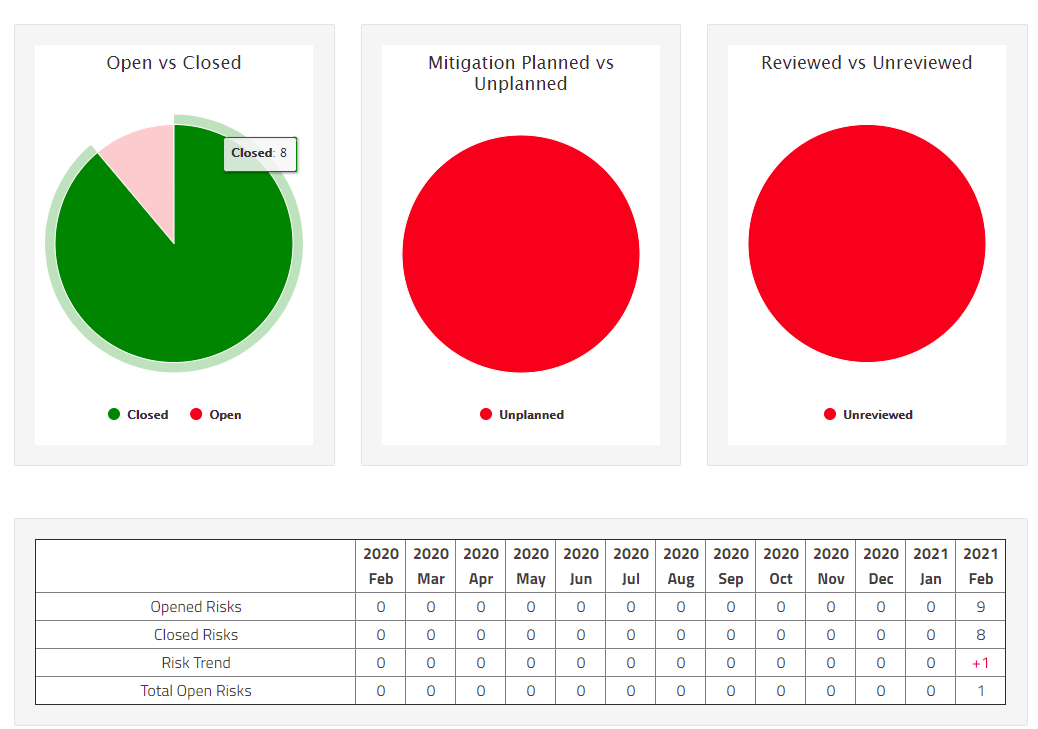 Open vs Closed
Closed: 8
Closed Open
Mitigation Planned vs
Unplanned
Unplanned
Reviewed vs Unreviewed
Unreviewed
2020 2020 2020 2020 2020 2020 2020 2020 2020 2020 2020 2021 2021
Feb Mar Apr May Jun Jul Aug Sep Oct Nov Dec Jan Feb
Opened Risks 0 0 0 0 0 0 0 0 0 0 0 0 9
Closed Risks 0 0 0 0 0 0 0 0 0 0 0 0 8
Risk Trend 0 0 0 0 0 0 0 0 0 0 0 0 +1
Total Open Risks 0 0 0 0 0 0 0 0 0 0 0 0 1